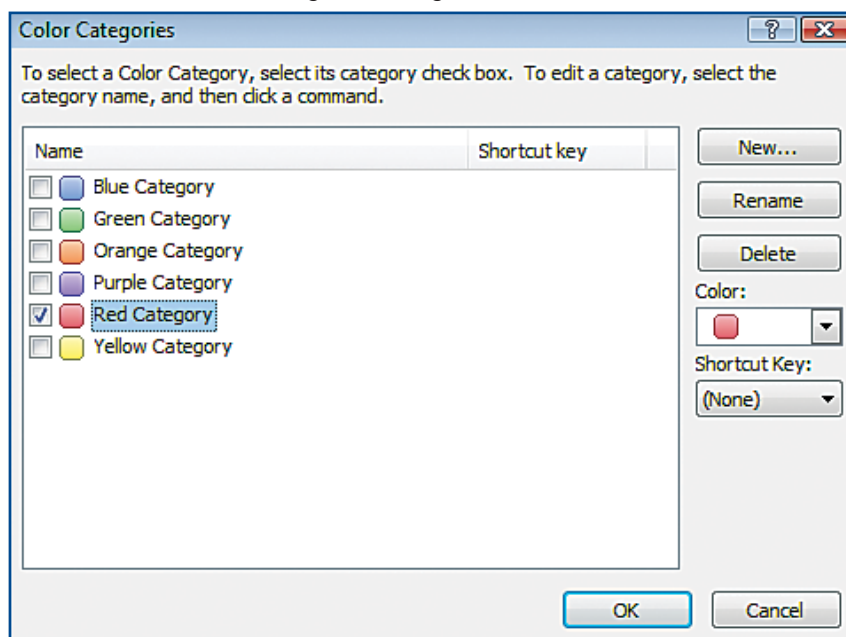 Color Categories
To select a Color Category, select its category check box. To edit a category, select the
category name, and then click a command.
Name Shortcut key
Blue Category
Green Category
Orange Category
Purple Category
Red Category
Yellow Category
New...
Rename
Delete
Color:
Shortcut Key:
(None)
OK Cancel